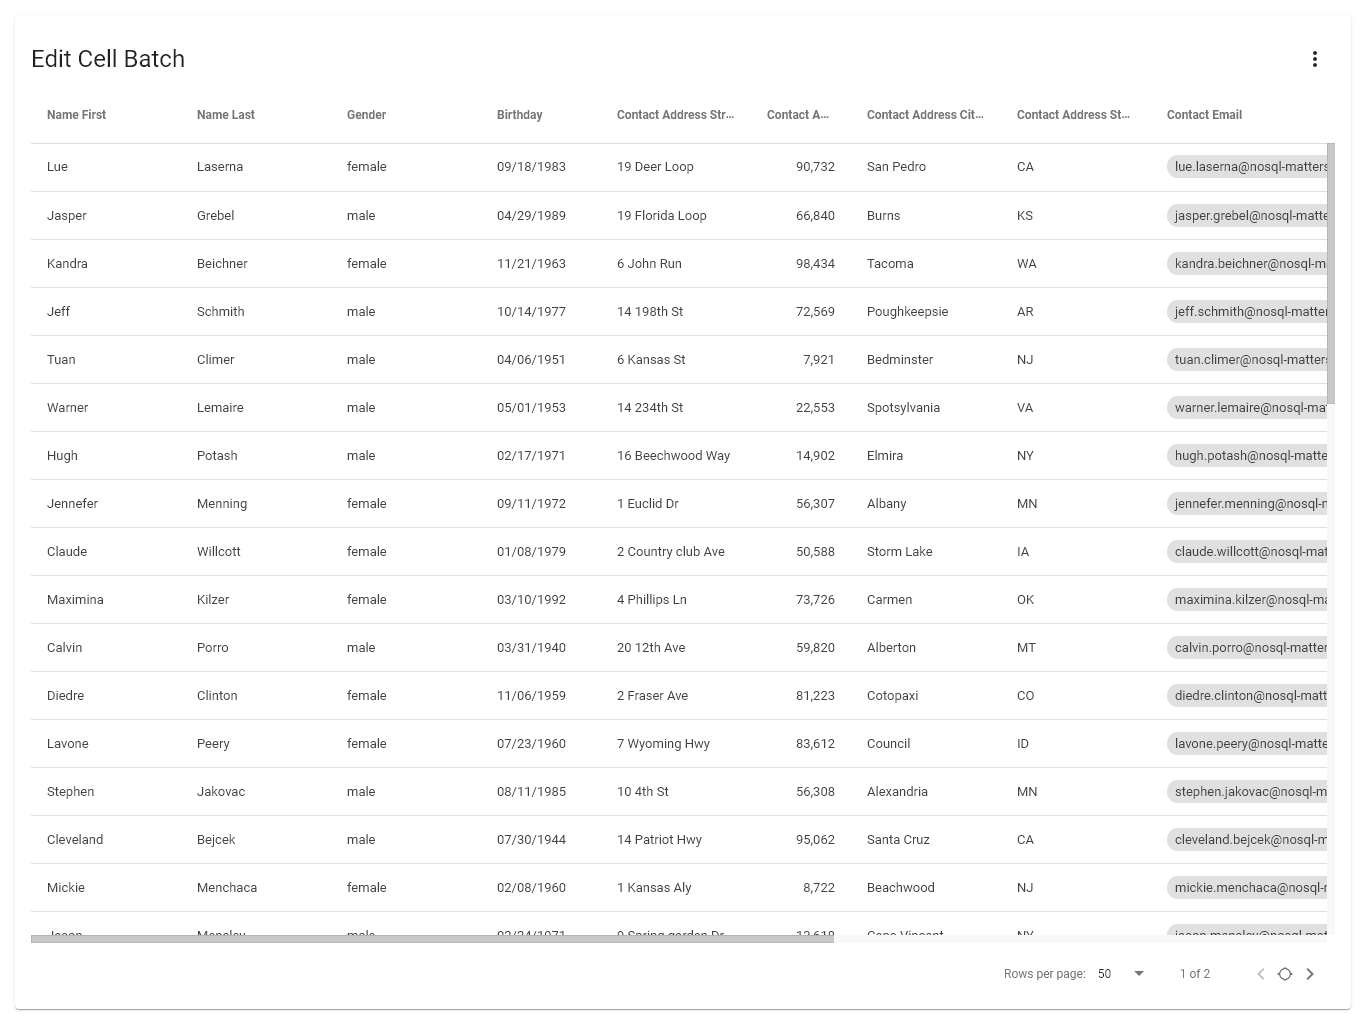 Edit Cell Batch
Name First Name Last Gender Birthday Contact Address Str... Contact A... Contact Address Cit... Contact Address St... Contact Email
Lue Laserna female 09/18/1983 19 Deer Loop 90,732 San Pedro CA lue.laserna@nosql-matters
Jasper Grebel male 04/29/1989 19 Florida Loop 66,840 Burns KS jasper.grebel@nosql-matte
Kandra Beichner female 11/21/1963 6 John Run 98,434 Tacoma WA kandra.beichner@nosql-m
Jeff Schmith male 10/14/1977 14 198th St 72,569 Poughkeepsie AR jeff.schmith@nosql-matter
Tuan Climer male 04/06/1951 6 Kansas St 7,921 Bedminster NJ tuan.climer@nosql-matters
Warner Lemaire male 05/01/1953 14 234th St 22,553 Spotsylvania VA warner.lemaire@nosql-mat
Hugh Potash male 02/17/1971 16 Beechwood Way 14,902 Elmira NY hugh.potash@nosql-matte
Jennefer Menning female 09/11/1972 1 Euclid Dr 56,307 Albany MN jennefer.menning@nosql-m
Claude Willcott female 01/08/1979 2 Country club Ave 50,588 Storm Lake IA claude.willcott@nosql-mat
Maximina Kilzer female 03/10/1992 4 Phillips Ln 73,726 Carmen OK maximina.kilzer@nosql-ma
Calvin Porro male 03/31/1940 20 12th Ave 59,820 Alberton MT calvin.porro@nosql-matter
Diedre Clinton female 11/06/1959 2 Fraser Ave 81,223 Cotopaxi CO diedre.clinton@nosql-matt
Lavone Peery female 07/23/1960 7 Wyoming Hwy 83,612 Council ID lavone.peery@nosql-matte
Stephen Jakovac male 08/11/1985 10 4th St 56,308 Alexandria MN stephen.jakovac@nosql-m
Cleveland Bejcek male 07/30/1944 14 Patriot Hwy 95,062 Santa Cruz CA cleveland.bejcek@nosql-m
Mickie Menchaca female 02/08/1960 1 Kansas Aly 8,722 Beachwood NJ mickie.menchaca@nosql-r
Rows per page: 50 1 of 2